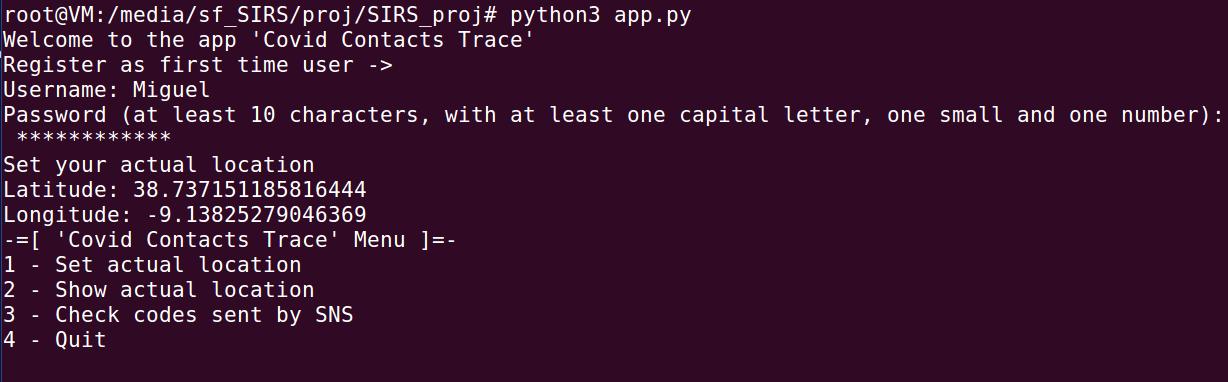 root@VM:/media/sf_SIRS/proj/SIRS_proj# python3 app.py
Welcome to the app 'Covid Contacts Trace'
Register as first time user ->
Username: Miguel
Password (at least 10 characters, with at least one capital letter, one small and one number):
************
Set your actual location
Latitude: 38.737151185816444
Longitude: -9.13825279046369
-=[ 'Covid Contacts Trace' Menu ]=-
1 - Set actual location
2 - Show actual location
3 - Check codes sent by SNS
4 - Quit